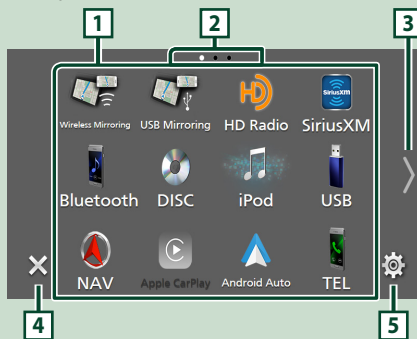 1 2 3
Wireless Mirroring USB Mirroring HD Radio SiriusXM
Bluetooth DISC iPod USB
NAV Apple CarPlay Android Auto TEL
4 5